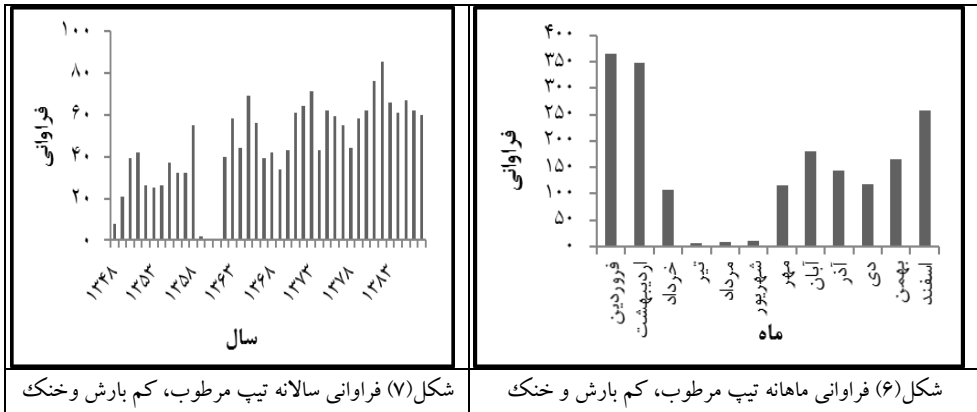 ۴۰۰
۳۵۰
۳۰۰
۲۵۰
۲۰۰
۱۵۰
۱۰۰
۵۰
۰
فراوانی
فروردین
اردیبهشت
خرداد
تیر
مرداد
شهریور
مهر
آبان
آذر
دی
بهمن
اسفند
ماه
شکل(۶) فراوانی ماهانه تیپ مرطوب، کم بارش و خنک
۱۰۰
۸۰
۶۰
۴۰
۲۰
۰
فراوانی
۱۳۴۸
۱۳۵۳
۱۳۵۸
۱۳۶۳
۱۳۶۸
۱۳۷۳
۱۳۷۸
۱۳۸۳
سال
شکل(۷) فراوانی سالانه تیپ مرطوب، کم بارش وخنک